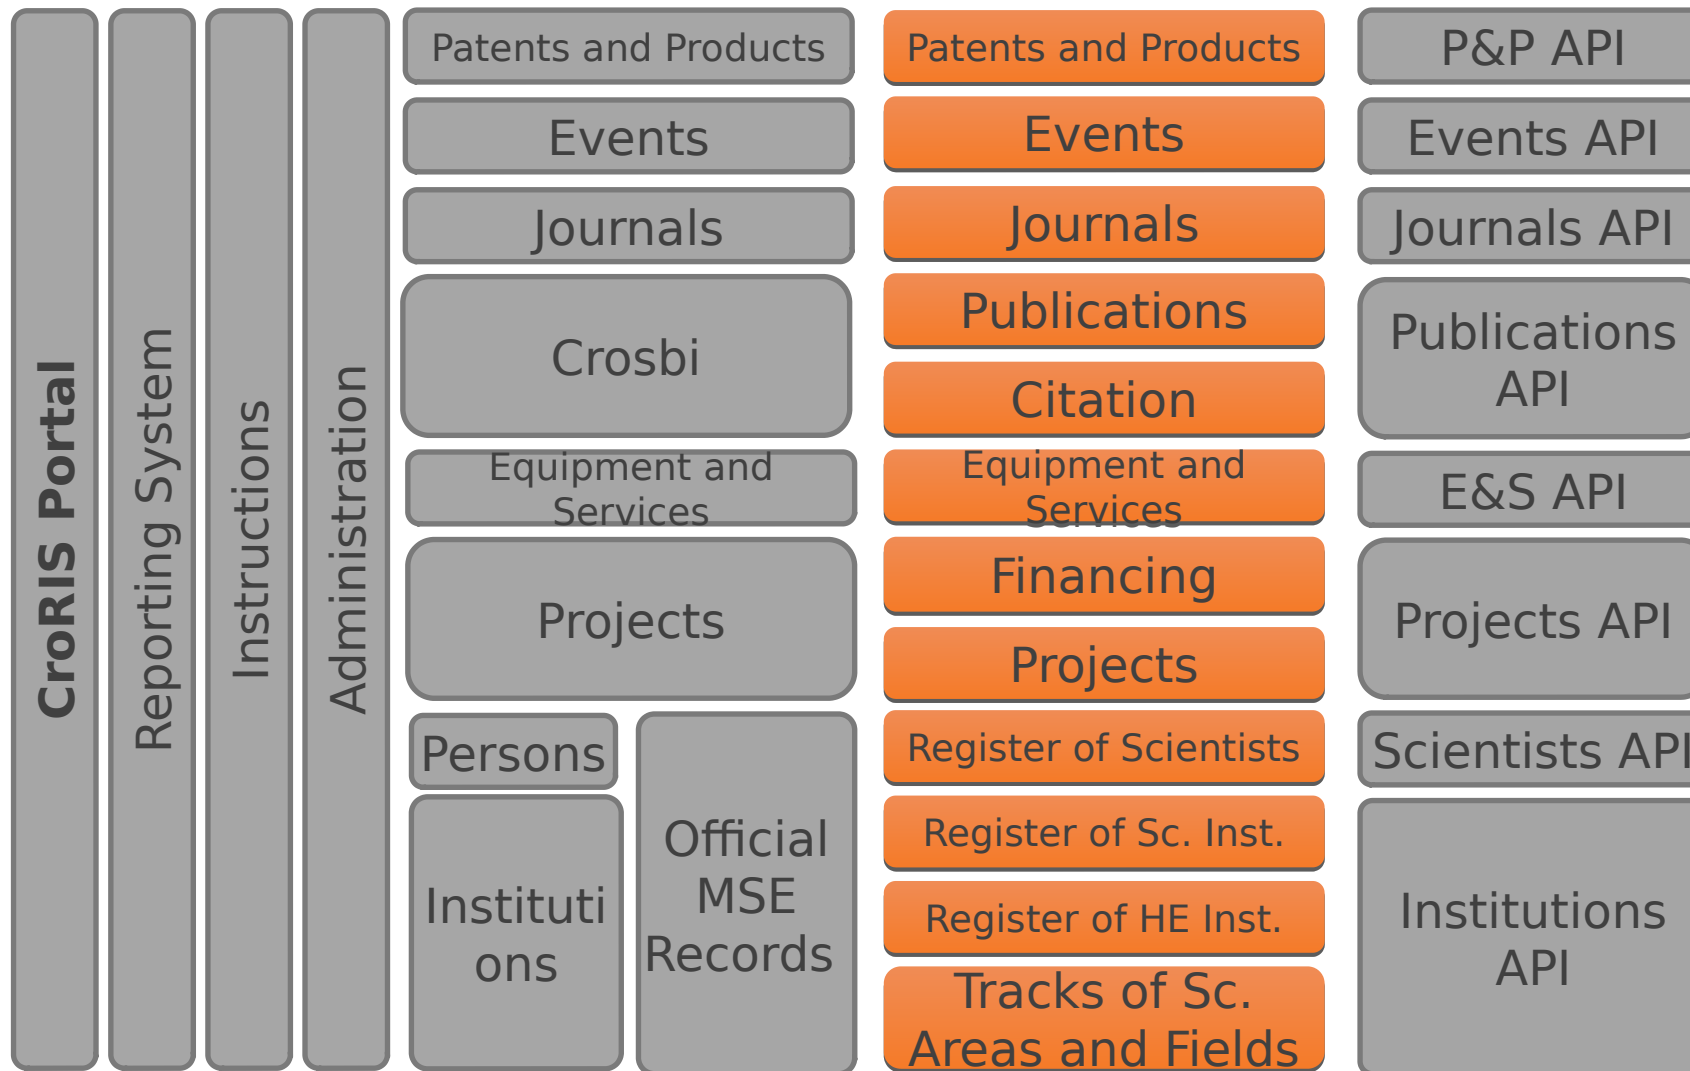 CroRIS Portal
Reporting System
Instructions
Administration
Patents and Products
Events
Journals
Crosbi
Equipment and
Services
Projects
Persons
Instituti
ons
Official
MSE
Records
Patents and Products
Events
Journals
Publications
Citation
Equipment and
Services
Financing
Projects
Register of Scientists
Register of Sc. Inst.
Register of HE Inst.
Tracks of Sc.
Areas and Fields
P&P API
Events API
Journals API
Publications
API
E&S API
Projects API
Scientists API
Institutions
API